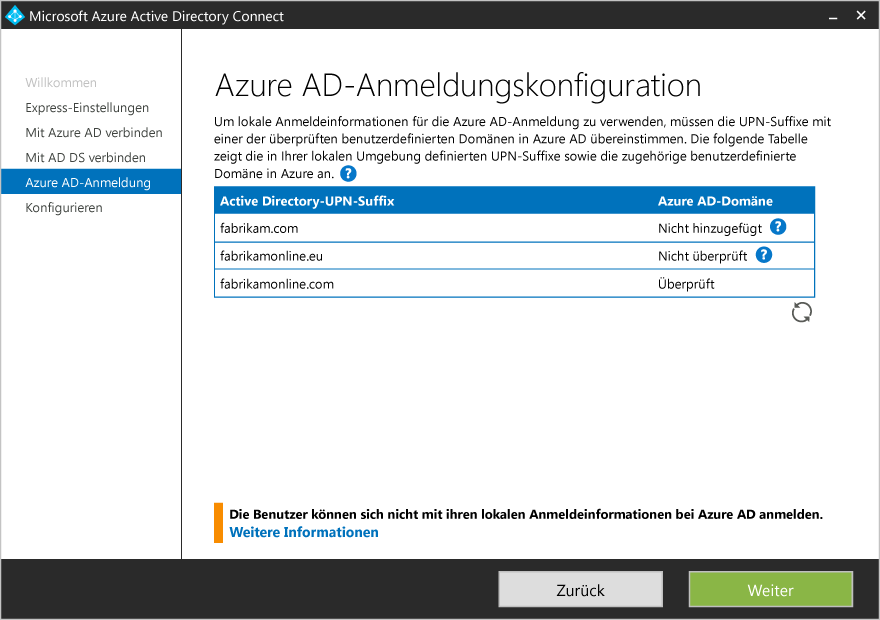 Microsoft Azure Active Directory Connect
Willkommen
Express-Einstellungen
Mit Azure AD verbinden
Mit AD DS verbinden
Azure AD-Anmeldung
Konfigurieren
Azure AD-Anmeldungskonfiguration
Um lokale Anmeldeinformationen für die Azure AD-Anmeldung zu verwenden, müssen die UPN-Suffixe mit
einer der überprüften benutzerdefinierten Domänen in Azure AD übereinstimmen. Die folgende Tabelle
zeigt die in Ihrer lokalen Umgebung definierten UPN-Suffixe sowie die zugehörige benutzerdefinierte
Domäne in Azure an. ?
Active Directory-UPN-Suffix Azure AD-Domäne
fabrikam.com Nicht hinzugefügt ?
fabrikamonline.eu Nicht überprüft ?
fabrikamonline.com Überprüft
Die Benutzer können sich nicht mit ihren lokalen Anmeldeinformationen bei Azure AD anmelden.
Weitere Informationen
Zurück Weiter